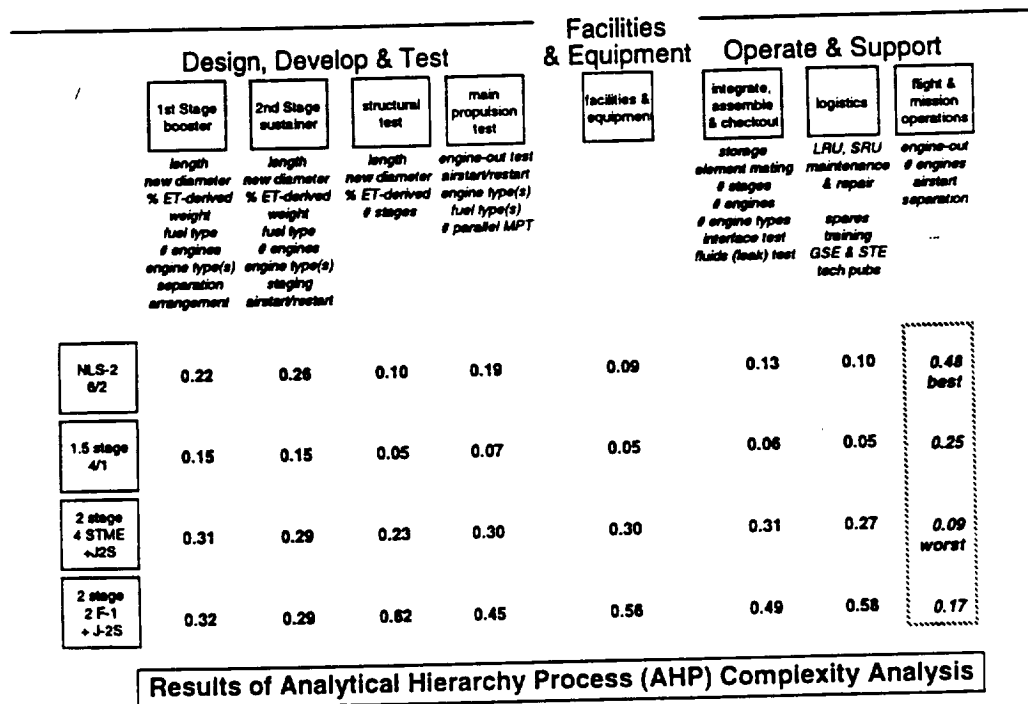 Facilities
& Equipment
Design, Develop & Test
Operate & Support
1st Stage
booster
2nd Stage
sustainer
structural
test
main
propulsion
test
facilities &
equipment
integrate,
assemble
& checkout
logistics
flight &
mission
operations
length
new diameter
% ET-derived
weight
fuel type
# engines
engine type(s)
separation
arrangement
length
new diameter
% ET-derived
weight
fuel type
# engines
engine type(s)
staging
airstart/restart
length
new diameter
% ET-derived
# stages
engine-out test
airstart/restart
engine type(s)
fuel type(s)
# parallel MPT
storage
element mating
# stages
# engines
# engine types
interface test
fluids (leak) test
LRU, SRU
maintenance
& repair
spares
training
GSE & STE
tech pubs
engine-out
# engines
airstart
separation
...
NLS-2
6/2
0.22 0.26 0.10 0.19 0.09 0.13 0.10 0.48
best
1.5 stage
4/1
0.15 0.15 0.05 0.07 0.05 0.06 0.05 0.25
2 stage
4 STME
+J2S
0.31 0.29 0.23 0.30 0.30 0.31 0.27 0.09
worst
2 stage
2 F-1
+ J-2S
0.32 0.29 0.62 0.45 0.56 0.49 0.58 0.17
Results of Analytical Hierarchy Process (AHP) Complexity Analysis